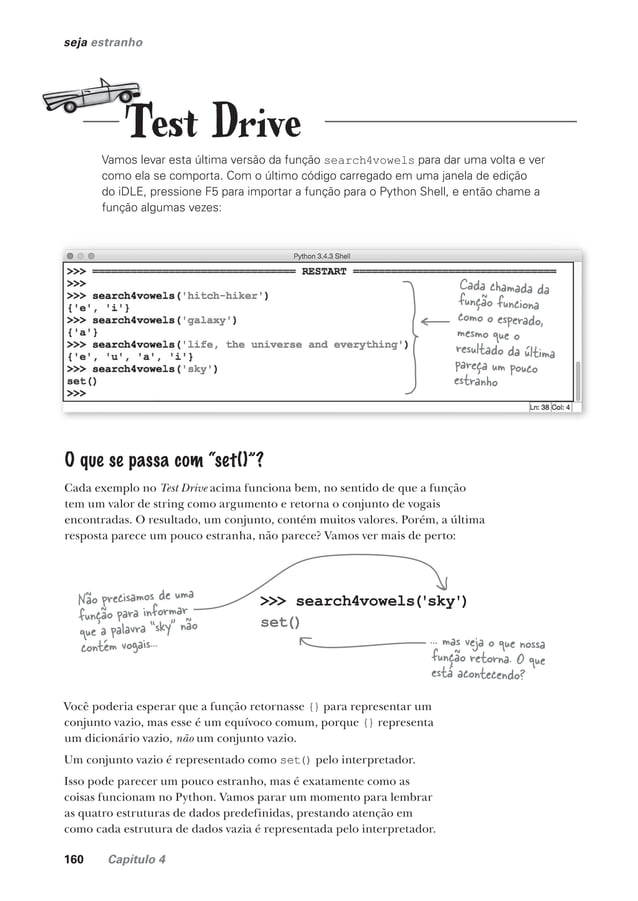 seja estranho
Test Drive
Vamos levar esta última versão da função search4vowels para dar uma volta e ver
como ela se comporta. Com o último código carregado em uma janela de edição
do iDLE, pressione F5 para importar a função para o Python Shell, e então chame a
função algumas vezes:
Python 3.4.3 Shell
>>> ================================ RESTART ================================
>>>
>>> search4vowels('hitch-hiker')
{'e', 'i'}
>>> search4vowels('galaxy')
{'a'}
>>> search4vowels('life, the universe and everything')
{'e', 'u', 'a', 'i'}
>>> search4vowels('sky')
set()
>>>
Cada chamada da
função funciona
como o esperado,
mesmo que o
resultado da última
pareça um pouco
estranho
Ln: 38 Col: 4
O que se passa com "set()"?
Cada exemplo no Test Drive acima funciona bem, no sentido de que a função
tem um valor de string como argumento e retorna o conjunto de vogais
encontradas. O resultado, um conjunto, contém muitos valores. Porém, a última
resposta parece um pouco estranha, não parece? Vamos ver mais de perto:
Não precisamos de uma
função para informar
que a palavra "sky" não
contém vogais...
>>> search4vowels('sky')
set()
... mas veja o que nossa
função retorna. O que
está acontecendo?
Você poderia esperar que a função retornasse {} para representar um
conjunto vazio, mas esse é um equívoco comum, porque {} representa
um dicionário vazio, não um conjunto vazio.
Um conjunto vazio é representado como set() pelo interpretador.
Isso pode parecer um pouco estranho, mas é exatamente como as
coisas funcionam no Python. Vamos parar um momento para lembrar
as quatro estruturas de dados predefinidas, prestando atenção em
como cada estrutura de dados vazia é representada pelo interpretador.
160 Capítulo 4